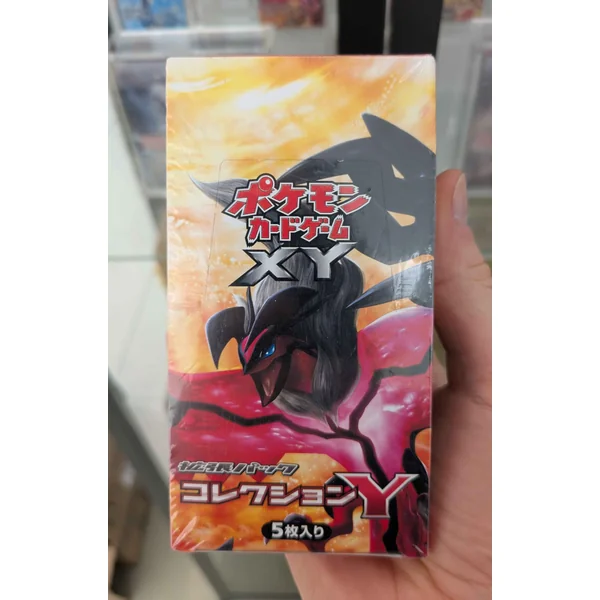 ポケモン
カードゲーム
XY
拡張パック
コレクションY
5枚入り